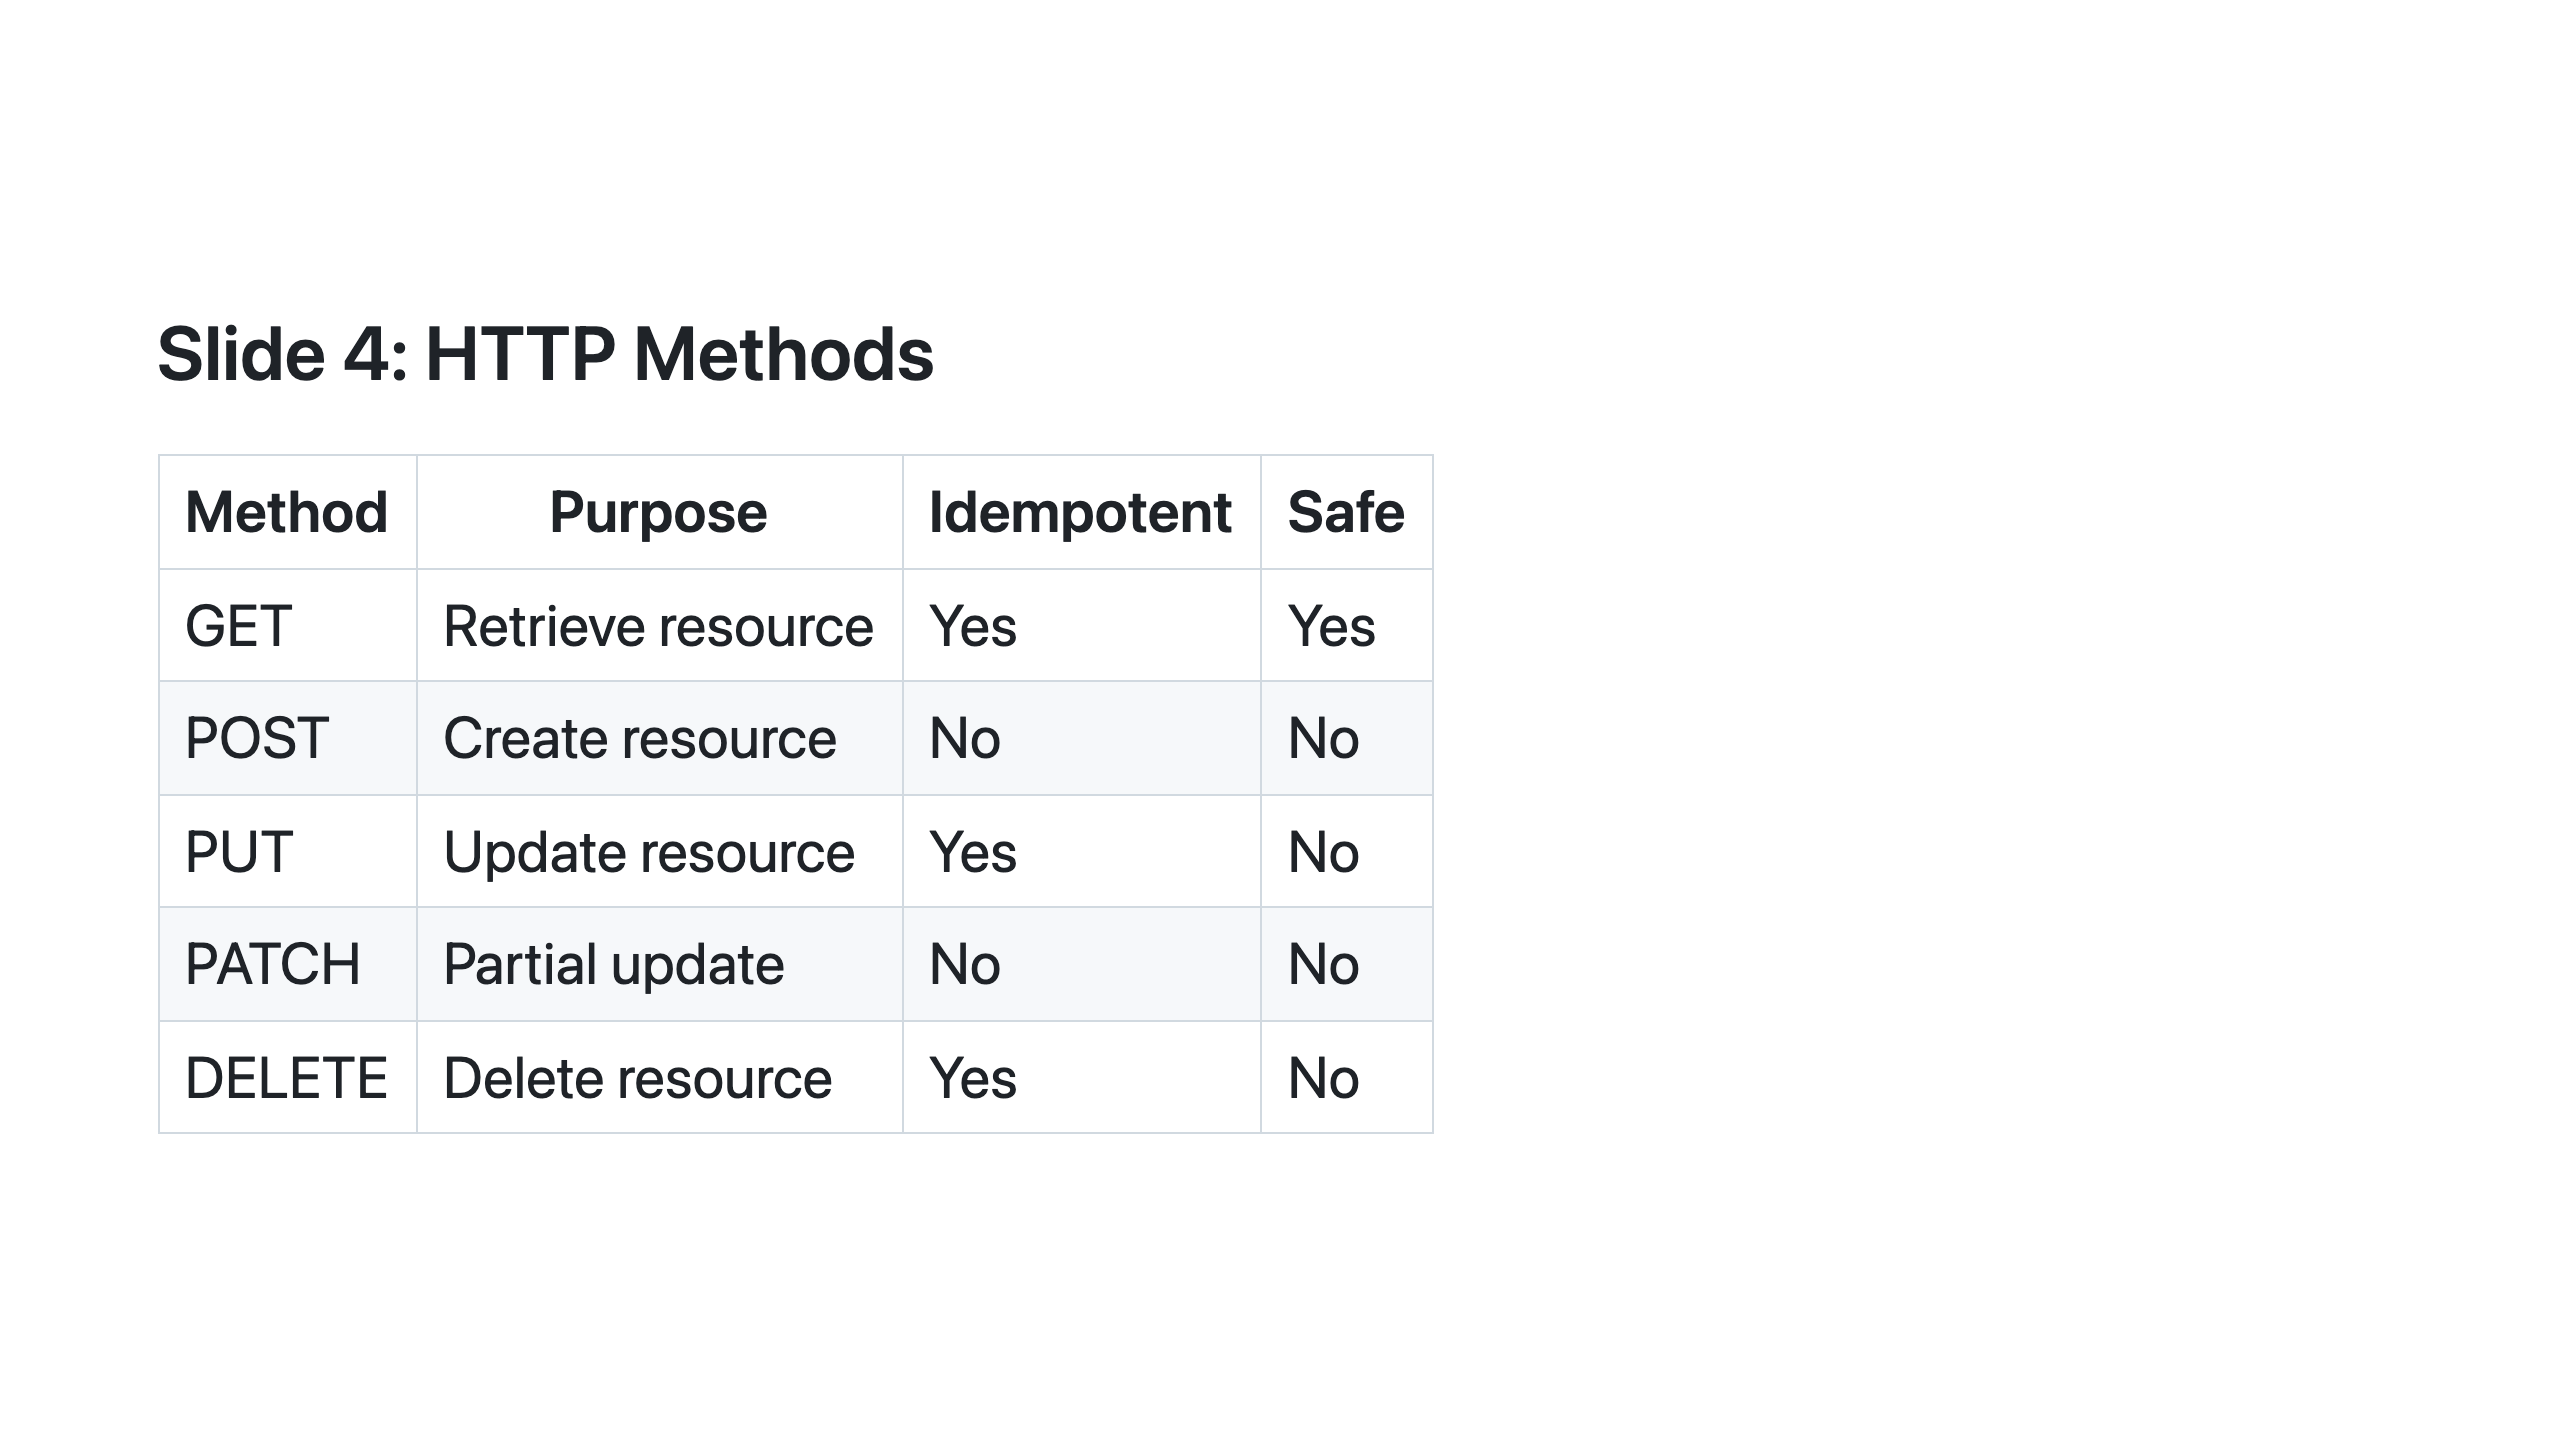 Slide 4: HTTP Methods
Method Purpose Idempotent Safe
GET Retrieve resource Yes Yes
POST Create resource No No
PUT Update resource Yes No
PATCH Partial update No No
DELETE Delete resource Yes No